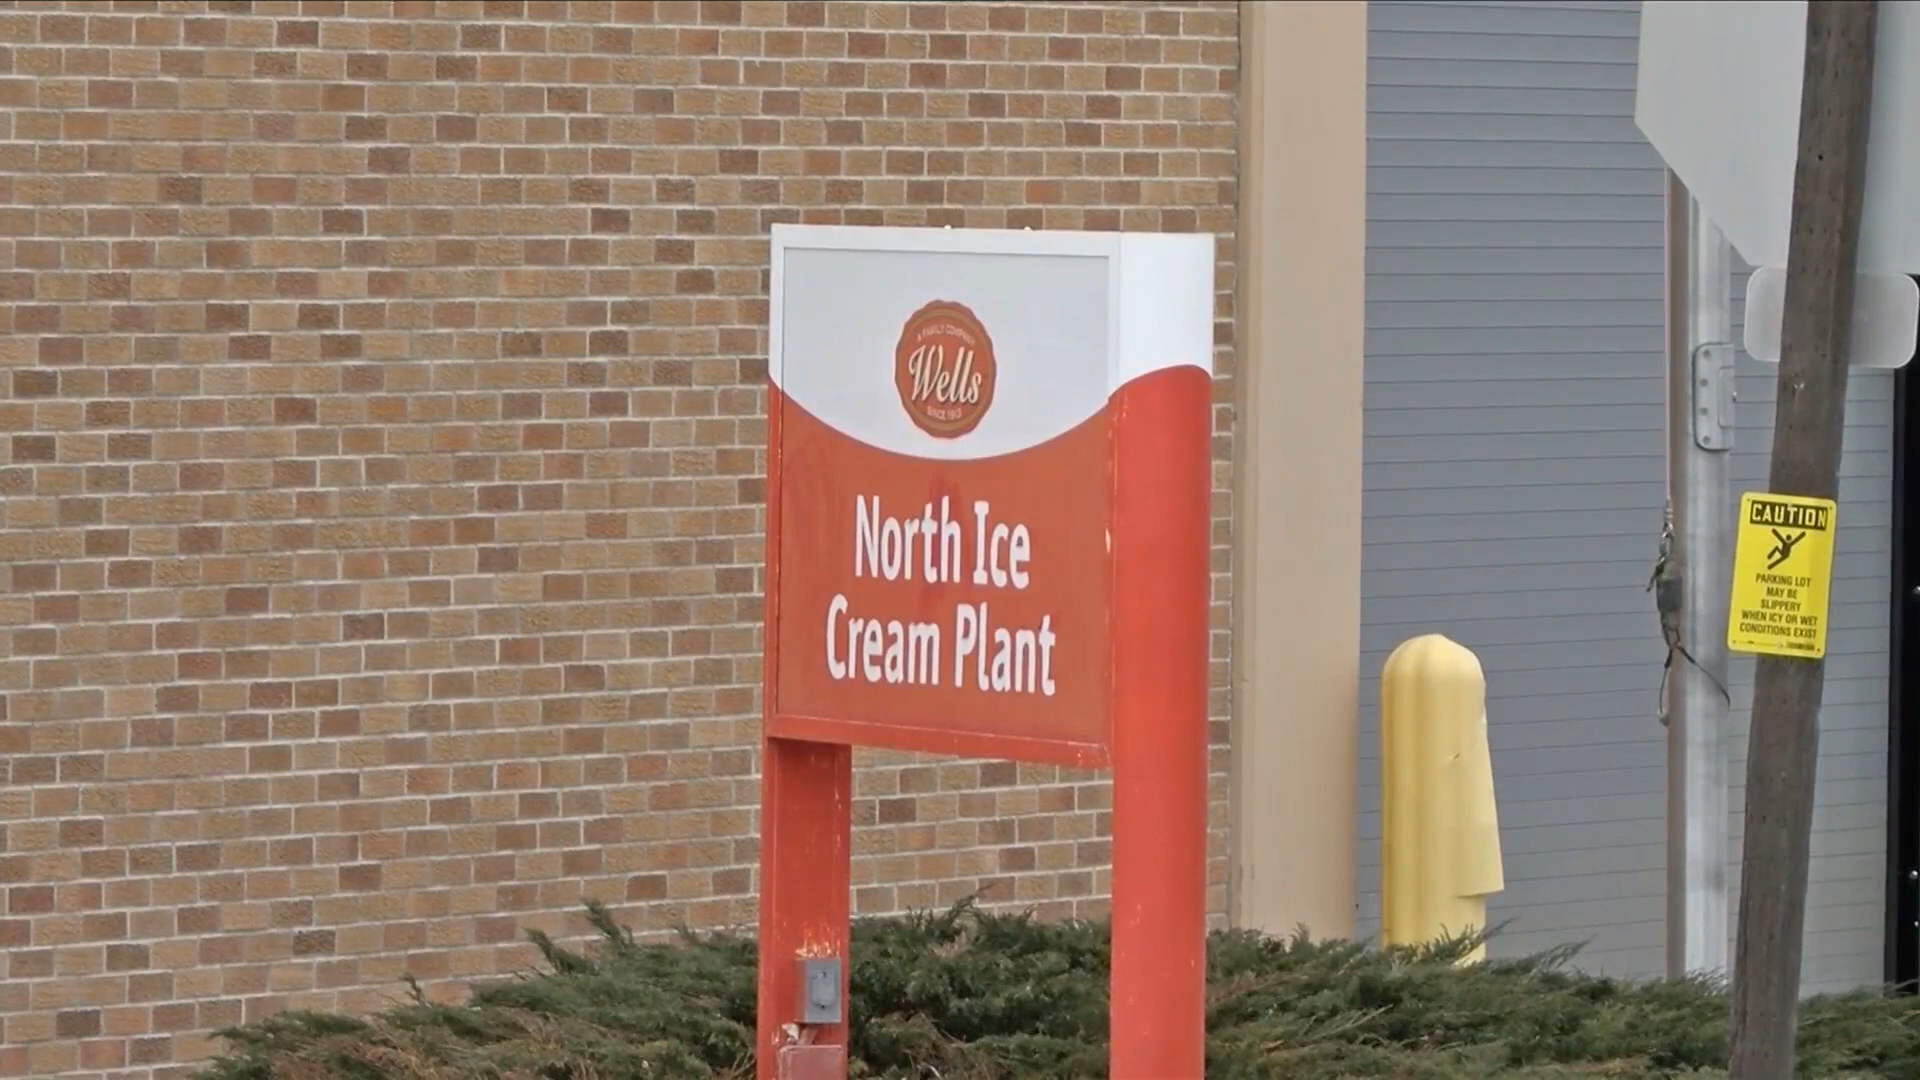 A FAMILY COMPANY
Wells
SINCE 1913
North Ice
Cream Plant
CAUTION
PARKING LOT
MAY BE
SLIPPERY
WHEN ICY OR WET
CONDITIONS EXIST